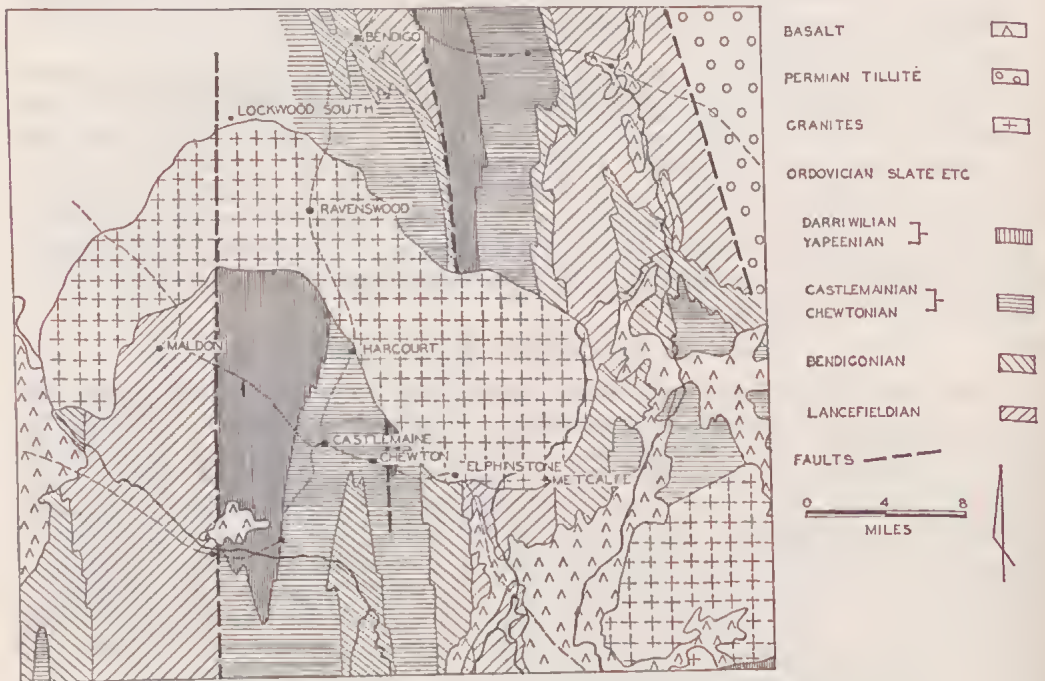 BENDIGO
LOCKWOOD SOUTH
RAVENSWOOD
MALDON
HARCOURT
CASTLEMAINE
CHEWTON
ELPHINSTONE
METCALFE
BASALT
PERMIAN TILLITÉ
GRANITES
ORDOVICIAN SLATE ETC
DARRIWILIAN
YAPEENIAN
CASTLEMAINIAN
CHEWTONIAN
BENDIGONIAN
LANCEFIELDIAN
FAULTS
0 4 8
MILES